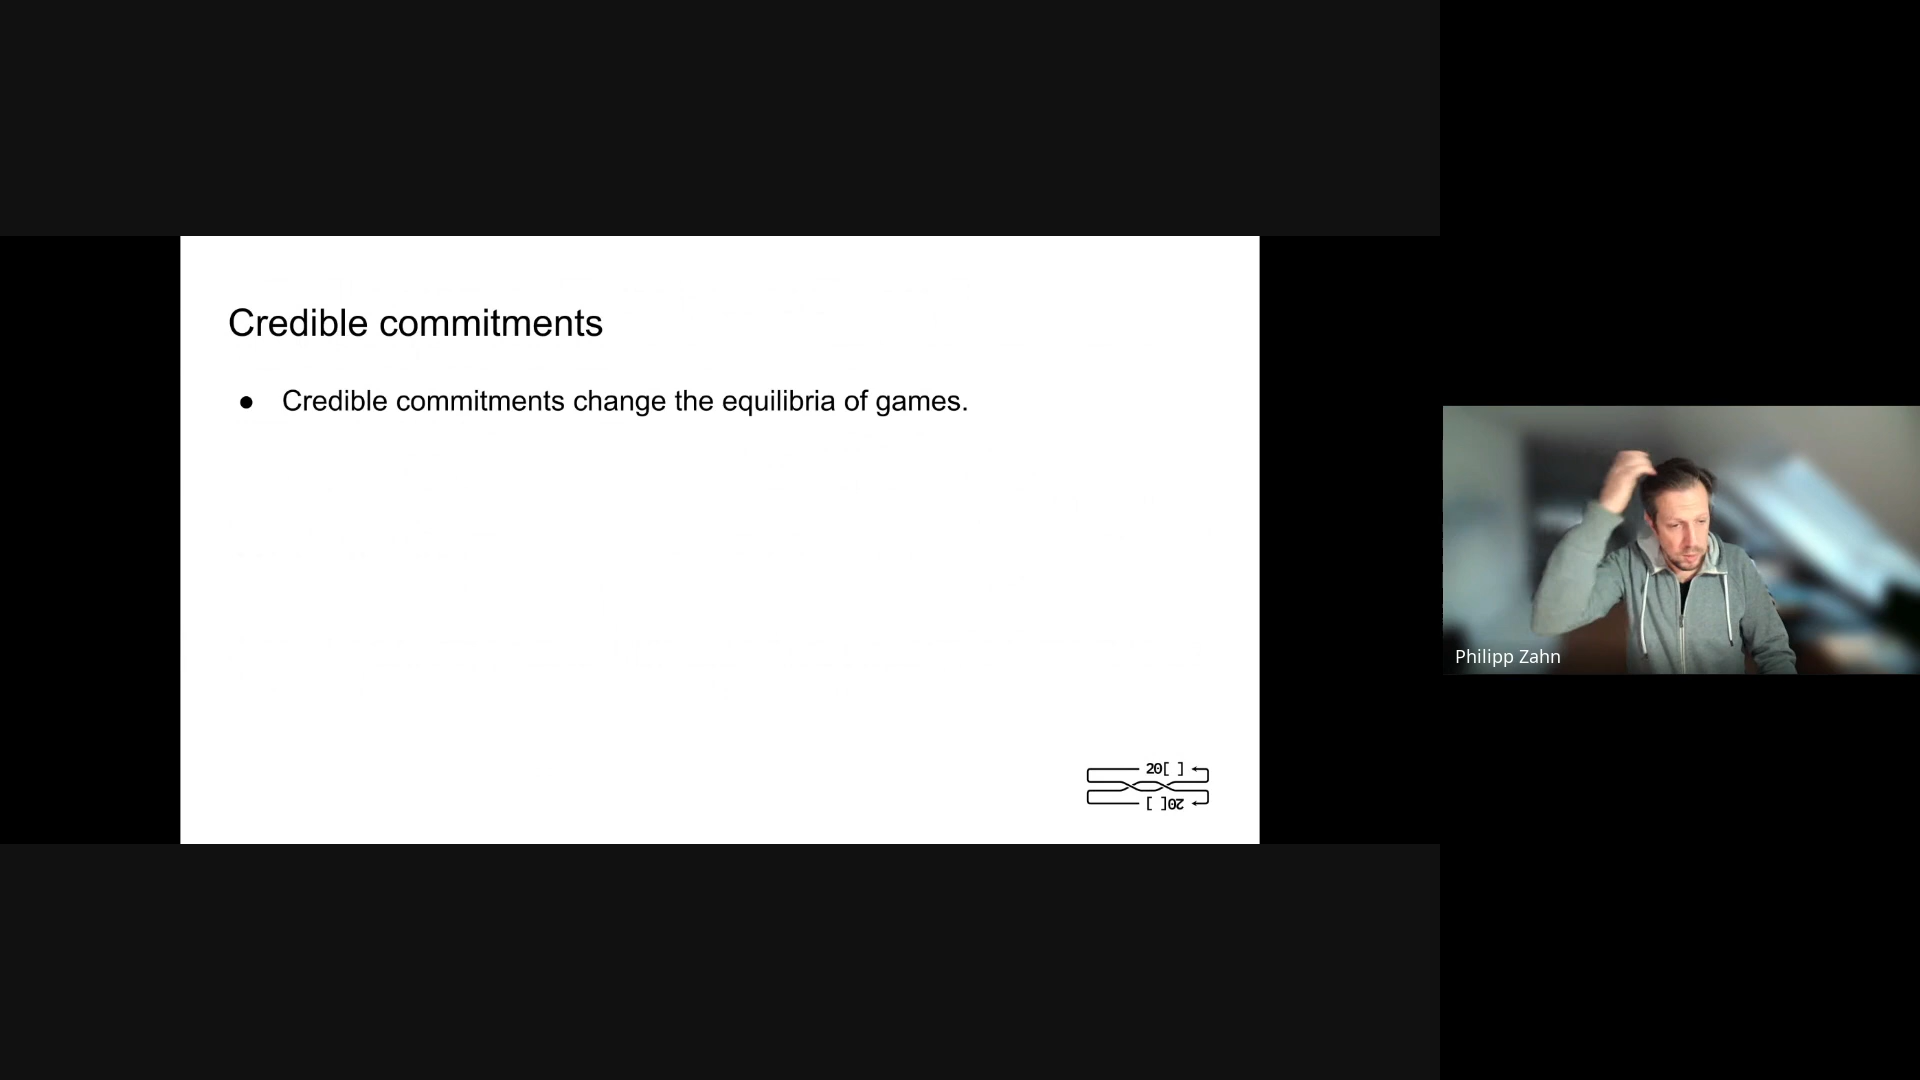 Credible commitments
● Credible commitments change the equilibria of games.
Philipp Zahn
20[ ]
20[ ]